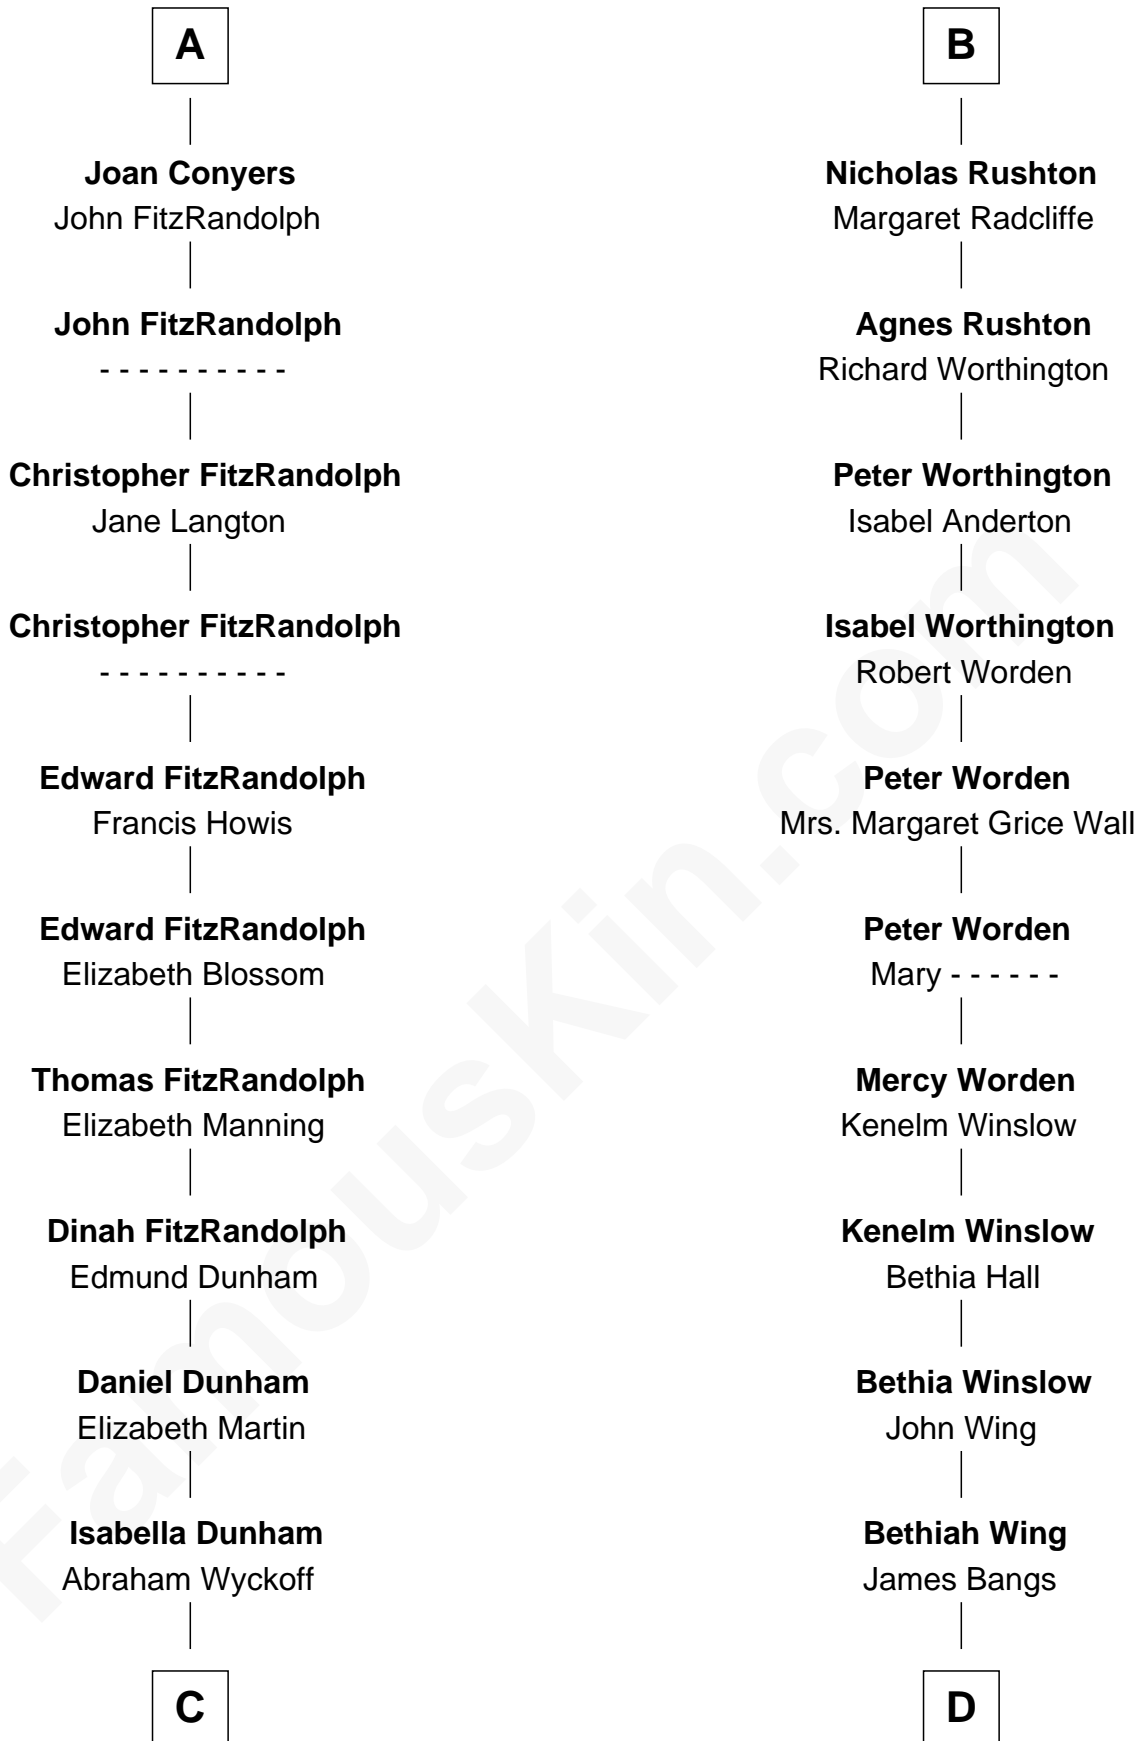 A
Joan Conyers
John FitzRandolph
John FitzRandolph
- - - - - - - - - -
Christopher FitzRandolph
Jane Langton
Christopher FitzRandolph
- - - - - - - - - -
Edward FitzRandolph
Francis Howis
Edward FitzRandolph
Elizabeth Blossom
Thomas FitzRandolph
Elizabeth Manning
Dinah FitzRandolph
Edmund Dunham
Daniel Dunham
Elizabeth Martin
Isabella Dunham
Abraham Wyckoff
C
B
Nicholas Rushton
Margaret Radcliffe
Agnes Rushton
Richard Worthington
Peter Worthington
Isabel Anderton
Isabel Worthington
Robert Worden
Peter Worden
Mrs. Margaret Grice Wall
Peter Worden
Mary - - - - - -
Mercy Worden
Kenelm Winslow
Kenelm Winslow
Bethia Hall
Bethia Winslow
John Wing
Bethiah Wing
James Bangs
D
FamousKin.com